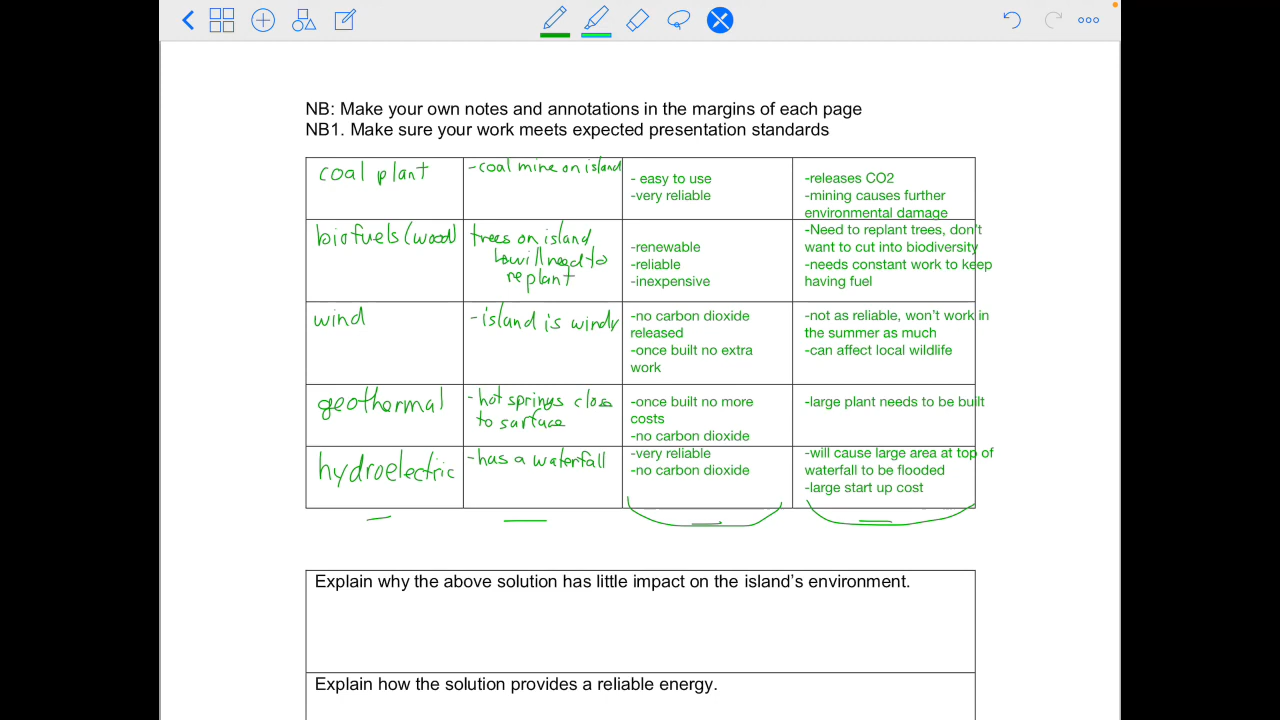 NB: Make your own notes and annotations in the margins of each page
NB1. Make sure your work meets expected presentation standards
coal plant
-coal mine on island
- easy to use
-very reliable
-releases CO2
-mining causes further
environmental damage
biofuels (wood)
trees on island
↳will need to
replant
-renewable
-reliable
-inexpensive
-Need to replant trees, don't
want to cut into biodiversity
-needs constant work to keep
having fuel
wind
-island is windy
-no carbon dioxide
released
-once built no extra
work
-not as reliable, won't work in
the summer as much
-can affect local wildlife
geothermal
-hot springs close
to surface
-once built no more
costs
-no carbon dioxide
-large plant needs to be built
hydroelectric
-has a waterfall
-very reliable
-no carbon dioxide
-will cause large area at top of
waterfall to be flooded
-large start up cost
Explain why the above solution has little impact on the island's environment.
Explain how the solution provides a reliable energy.